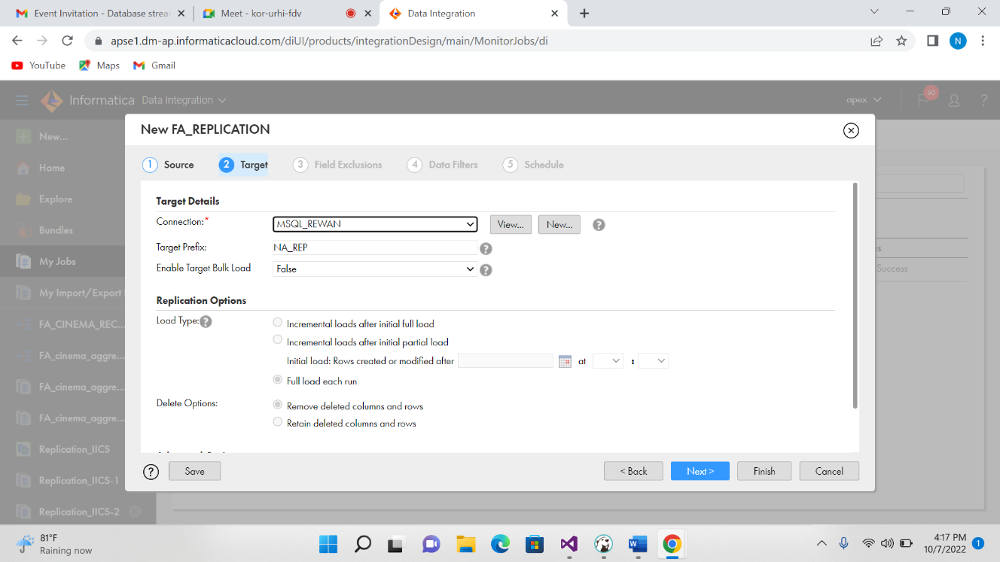 Event Invitation - Database strea
Meet - kor-urhi-fdv
Data Integration
apse1.dm-ap.informaticacloud.com/diUI/products/integrationDesign/main/MonitorJobs/di
N
YouTube
Maps
Gmail
Informatica Data Integration
apex
60
?
New...
Home
Explore
Bundles
My Jobs
My Import/Export
FA_CINEMA_REC...
FA_cinema_aggre...
FA_cinema_aggre...
FA_cinema_aggre...
Replication_IICS
Replication_IICS-1
Replication_IICS-2
s
Success
New FA_REPLICATION
1 Source
2 Target
3 Field Exclusions
4 Data Filters
5 Schedule
Target Details
Connection:* MSQL_REWAN View... New... ?
Target Prefix: NA_REP ?
Enable Target Bulk Load False ?
Replication Options
Load Type: ? Incremental loads after initial full load
Incremental loads after initial partial load
Initial load: Rows created or modified after at :
Full load each run
Delete Options: Remove deleted columns and rows
Retain deleted columns and rows
? Save < Back Next > Finish Cancel
81°F
Raining now
4:17 PM
10/7/2022
1